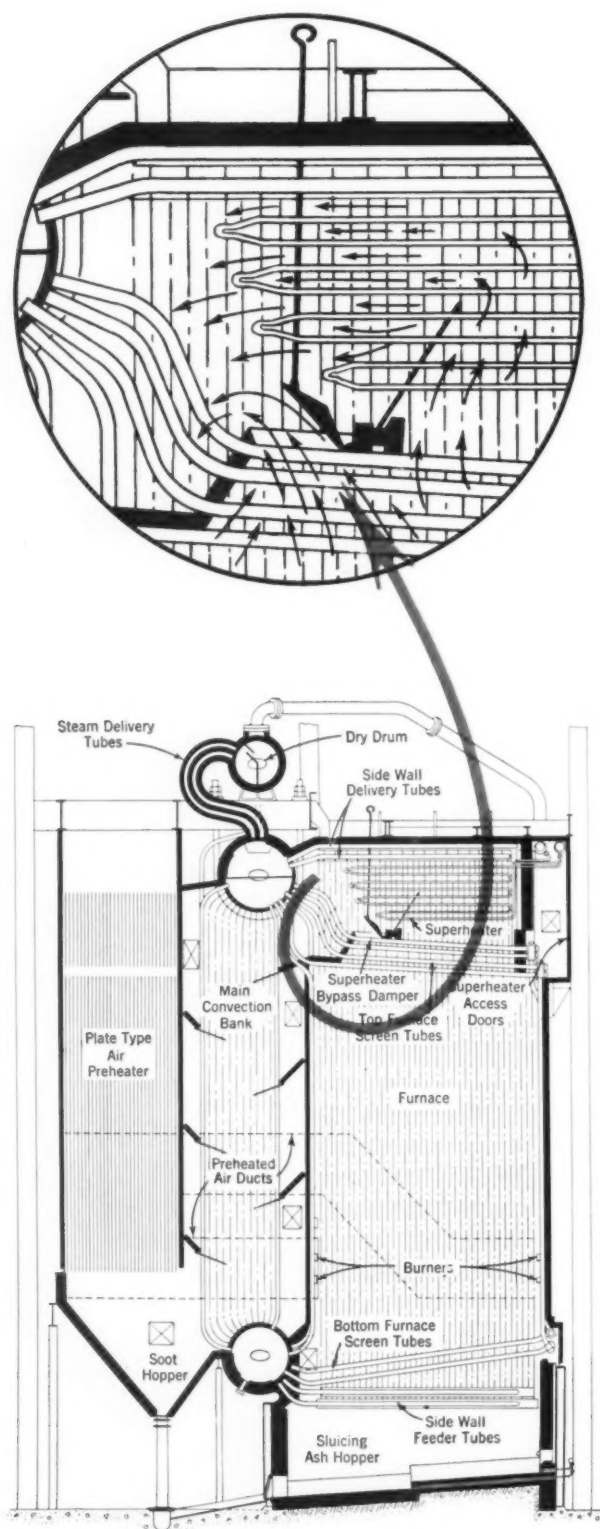 Steam Delivery
Tubes
Dry Drum
Side Wall
Delivery Tubes
Superheater
Main
Convection
Bank
Superheater
Bypass Damper
Superheater
Access
Doors
Top Furnace
Screen Tubes
Plate Type
Air
Preheater
Furnace
Preheated
Air Ducts
Burners
Bottom Furnace
Screen Tubes
Soot
Hopper
Side Wall
Feeder Tubes
Sluicing
Ash Hopper